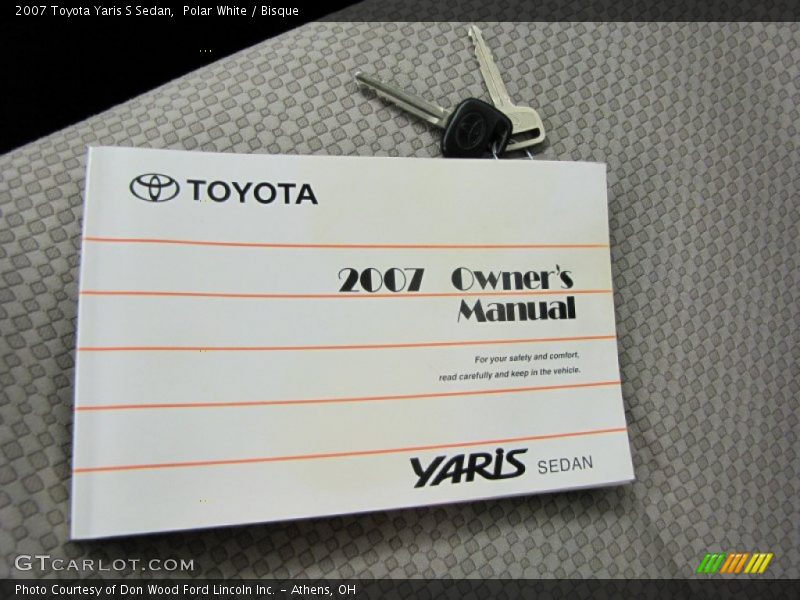 2007 Toyota Yaris S Sedan,  Polar White / Bisque
TOYOTA
2007 Owner's
Manual
For your safety and comfort,
read carefully and keep in the vehicle.
YARiS SEDAN
GTCARLOT.COM
Photo Courtesy of Don Wood Ford Lincoln Inc. - Athens, OH